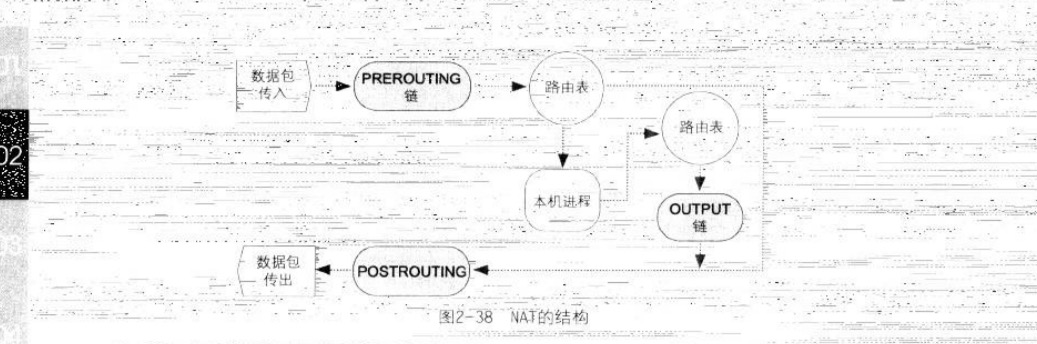 数据包
传入
PREROUTING
链
路由表
路由表
02
本机进程
OUTPUT
链
数据包
传出
POSTROUTING
图2-38 NAT的结构